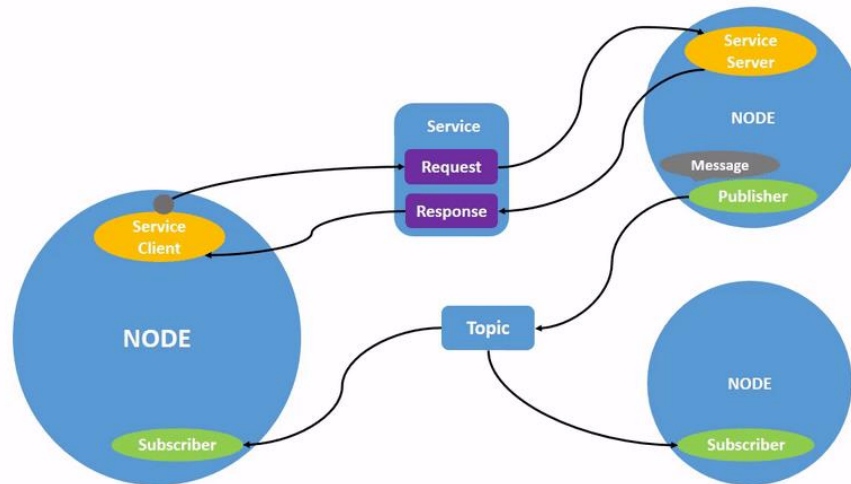 Service
Server
NODE
Message
Publisher
Service
Request
Response
Service
Client
NODE
Subscriber
Topic
NODE
Subscriber